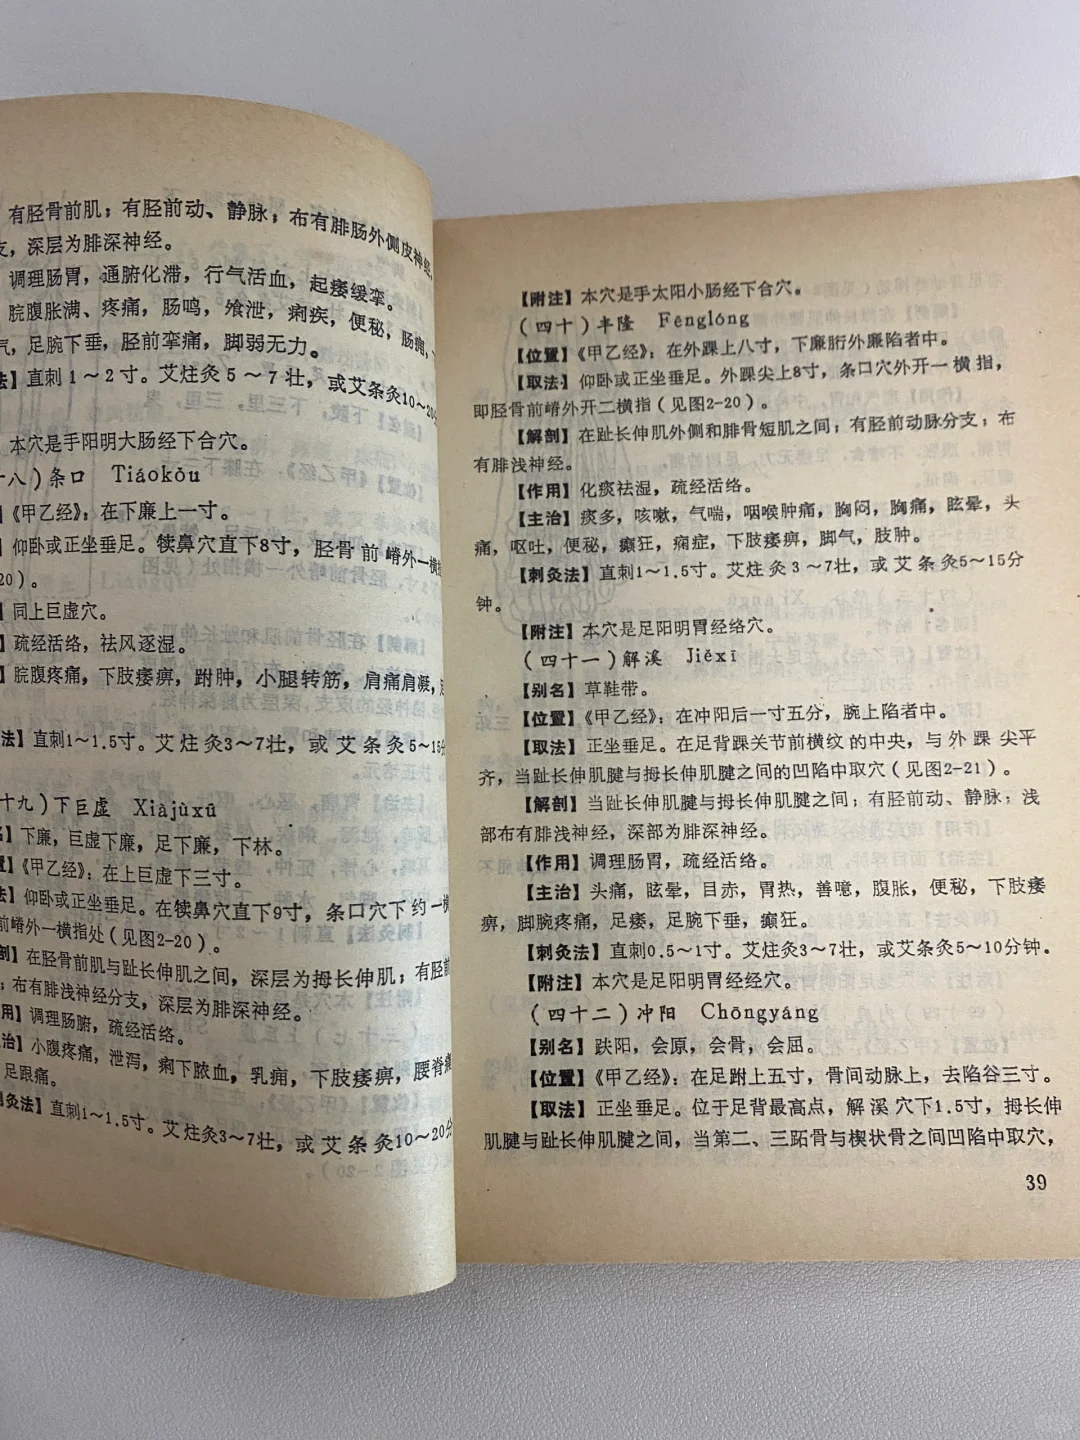 有胫骨前肌；有胫前动、静脉；布有腓肠外侧皮神经
支，深层为腓深神经。
调理肠胃，通腑化滞，行气活血，起痿缓挛。
脘腹胀满、疼痛，肠鸣，飧泄，痢疾，便秘，肠痈，
气，足腕下垂，胫前挛痛，脚弱无力。
法】直刺1～2寸。艾炷灸5～7壮，或艾条灸10～20分
本穴是手阳明大肠经下合穴。
十八）条口 Tiáokǒu
】《甲乙经》：在下廉上一寸。
】仰卧或正坐垂足。犊鼻穴直下8寸，胫骨前嵴外一横
20）。
】同上巨虚穴。
】疏经活络，祛风逐湿。
】脘腹疼痛，下肢痿痹，跗肿，小腿转筋，肩痛肩凝，
法】直刺1～1.5寸。艾炷灸3～7壮，或艾条灸5～15分
十九）下巨虚 Xiàjùxū
名】下廉，巨虚下廉，足下廉，下林。
置】《甲乙经》：在上巨虚下三寸。
法】仰卧或正坐垂足。在犊鼻穴直下9寸，条口穴下约一横
前嵴外一横指处（见图2-20）。
剖】在胫骨前肌与趾长伸肌之间，深层为拇长伸肌；有胫前
；布有腓浅神经分支，深层为腓深神经。
用】调理肠腑，疏经活络。
治】小腹疼痛，泄泻，痢下脓血，乳痈，下肢痿痹，腰脊痛
足跟痛。
灸法】直刺1～1.5寸。艾炷灸3～7壮，或艾条灸10～20分
【附注】本穴是手太阳小肠经下合穴。
（四十）丰隆 Fēnglóng
【位置】《甲乙经》：在外踝上八寸，下廉胻外廉陷者中。
【取法】仰卧或正坐垂足。外踝尖上8寸，条口穴外开一横指，
即胫骨前嵴外开二横指（见图2-20）。
【解剖】在趾长伸肌外侧和腓骨短肌之间；有胫前动脉分支；布
有腓浅神经。
【作用】化痰祛湿，疏经活络。
【主治】痰多，咳嗽，气喘，咽喉肿痛，胸闷，胸痛，眩晕，头
痛，呕吐，便秘，癫狂，痫症，下肢痿痹，脚气，肢肿。
【刺灸法】直刺1～1.5寸。艾炷灸3～7壮，或艾条灸5～15分
钟。
【附注】本穴是足阳明胃经络穴。
（四十一）解溪 Jiěxī
【别名】草鞋带。
【位置】《甲乙经》：在冲阳后一寸五分，腕上陷者中。
【取法】正坐垂足。在足背踝关节前横纹的中央，与外踝尖平
齐，当趾长伸肌腱与拇长伸肌腱之间的凹陷中取穴（见图2-21）。
【解剖】当趾长伸肌腱与拇长伸肌腱之间；有胫前动、静脉；浅
部布有腓浅神经，深部为腓深神经。
【作用】调理肠胃，疏经活络。
【主治】头痛，眩晕，目赤，胃热，善噫，腹胀，便秘，下肢痿
痹，脚腕疼痛，足痿，足腕下垂，癫狂。
【刺灸法】直刺0.5～1寸。艾炷灸3～7壮，或艾条灸5～10分钟。
【附注】本穴是足阳明胃经经穴。
（四十二）冲阳 Chōngyáng
【别名】趺阳，会原，会骨，会屈。
【位置】《甲乙经》：在足跗上五寸，骨间动脉上，去陷谷三寸。
【取法】正坐垂足。位于足背最高点，解溪穴下1.5寸，拇长伸
肌腱与趾长伸肌腱之间，当第二、三跖骨与楔状骨之间凹陷中取穴，
39